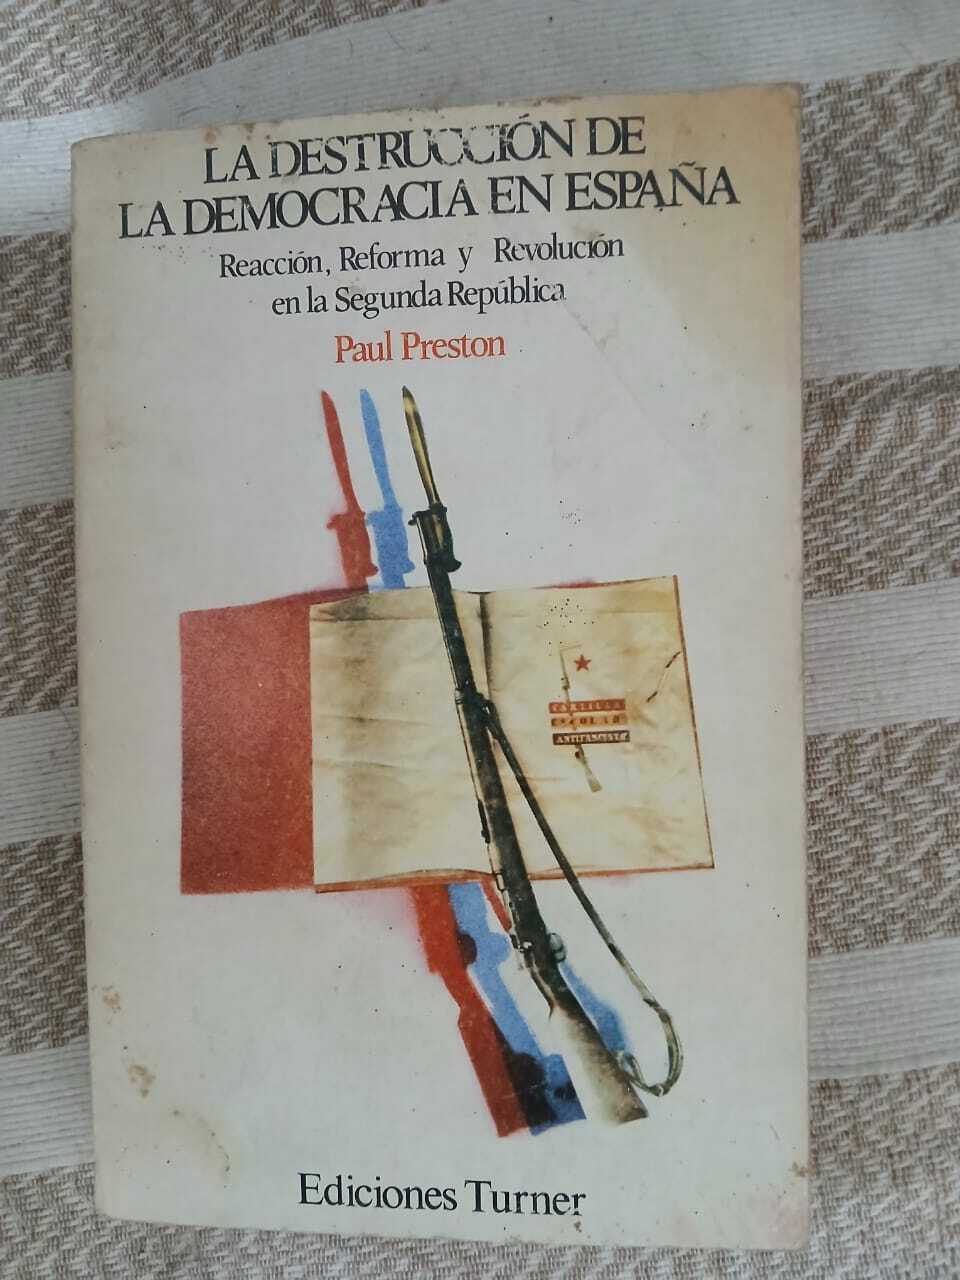 LA DESTRUCCIÓN DE
LA DEMOCRACIA EN ESPAÑA
Reacción, Reforma y Revolución
en la Segunda República
Paul Preston
CARTILLA
ESCOLAR
ANTIFASCISTA
Ediciones Turner